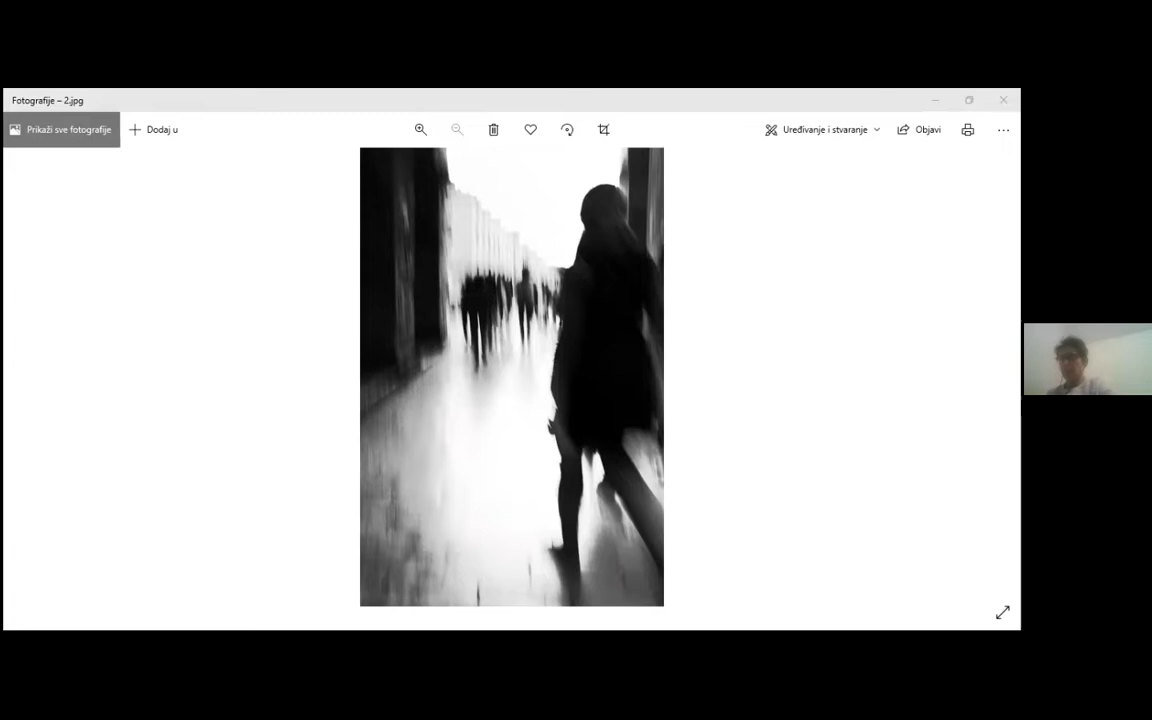 Fotografije – 2.jpg
Prikaži sve fotografije
Dodaj u
Uređivanje i stvaranje
Objavi